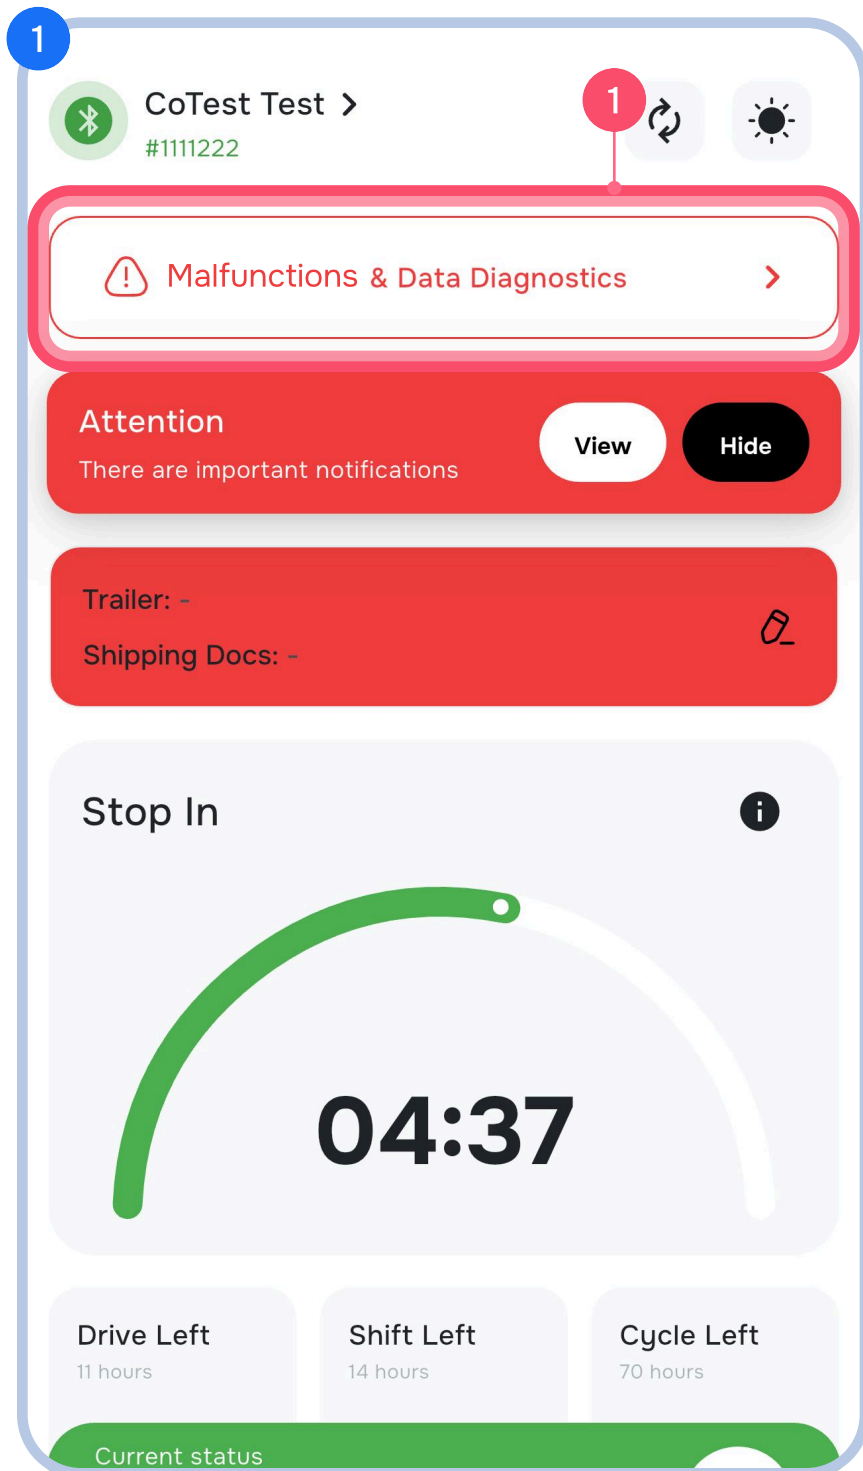 1
CoTest Test
#1111222
1
Malfunctions & Data Diagnostics
Attention
There are important notifications
View
Hide
Trailer: -
Shipping Docs: -
Stop In
04:37
Drive Left
11 hours
Shift Left
14 hours
Cycle Left
70 hours
Current status